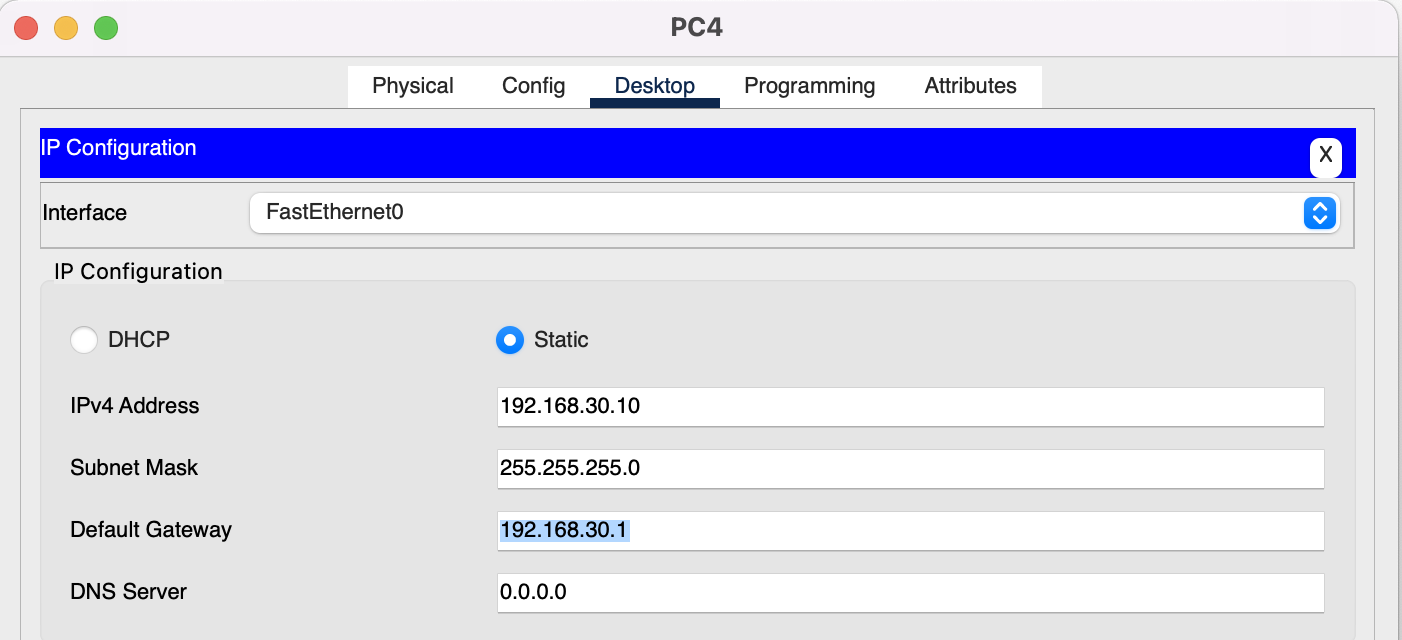 PC4
Physical Config Desktop Programming Attributes
IP Configuration
X
Interface FastEthernet0
IP Configuration
DHCP Static
IPv4 Address 192.168.30.10
Subnet Mask 255.255.255.0
Default Gateway 192.168.30.1
DNS Server 0.0.0.0